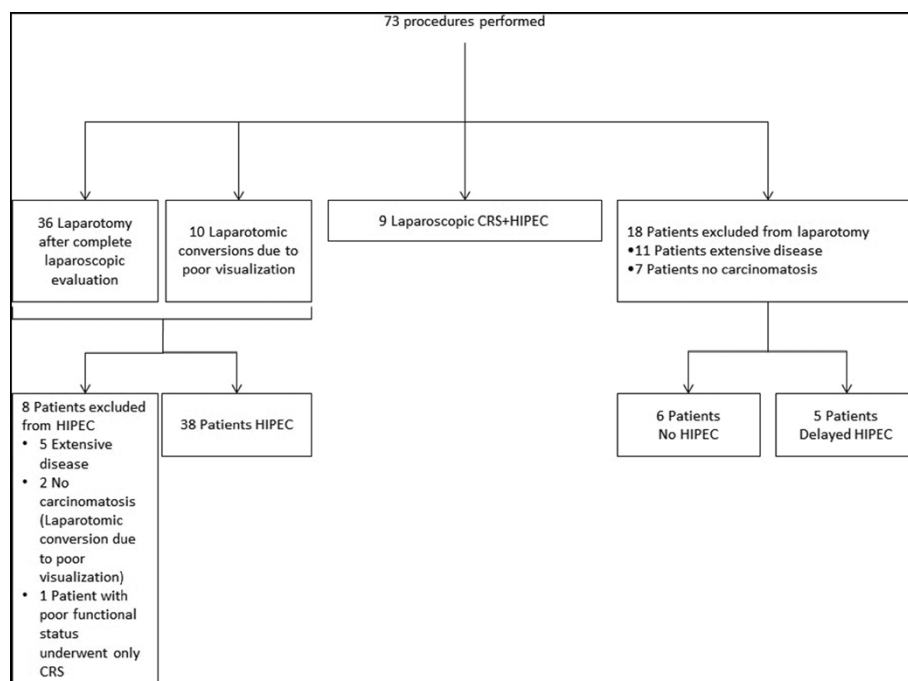 73 procedures performed
36 Laparotomy
after complete
laparoscopic
evaluation
10 Laparotomic
conversions due to
poor visualization
9 Laparoscopic CRS+HIPEC
18 Patients excluded from laparotomy
•11 Patients extensive disease
•7 Patients no carcinomatosis
8 Patients excluded
from HIPEC
• 5 Extensive
disease
• 2 No
carcinomatosis
(Laparotomic
conversion due
to poor
visualization)
• 1 Patient with
poor functional
status
underwent only
CRS
38 Patients HIPEC
6 Patients
No HIPEC
5 Patients
Delayed HIPEC